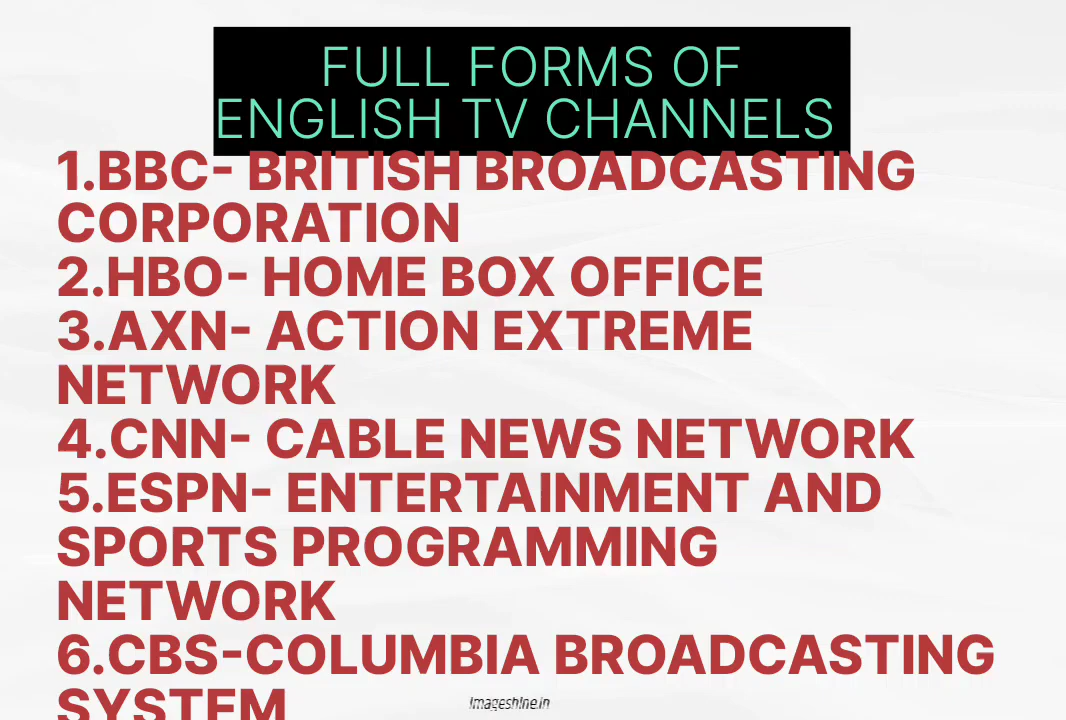 FULL FORMS OF
ENGLISH TV CHANNELS
1.BBC- BRITISH BROADCASTING
CORPORATION
2.HBO- HOME BOX OFFICE
3.AXN- ACTION EXTREME
NETWORK
4.CNN- CABLE NEWS NETWORK
5.ESPN- ENTERTAINMENT AND
SPORTS PROGRAMMING
NETWORK
6.CBS-COLUMBIA BROADCASTING
SYSTEM
imageshine.in